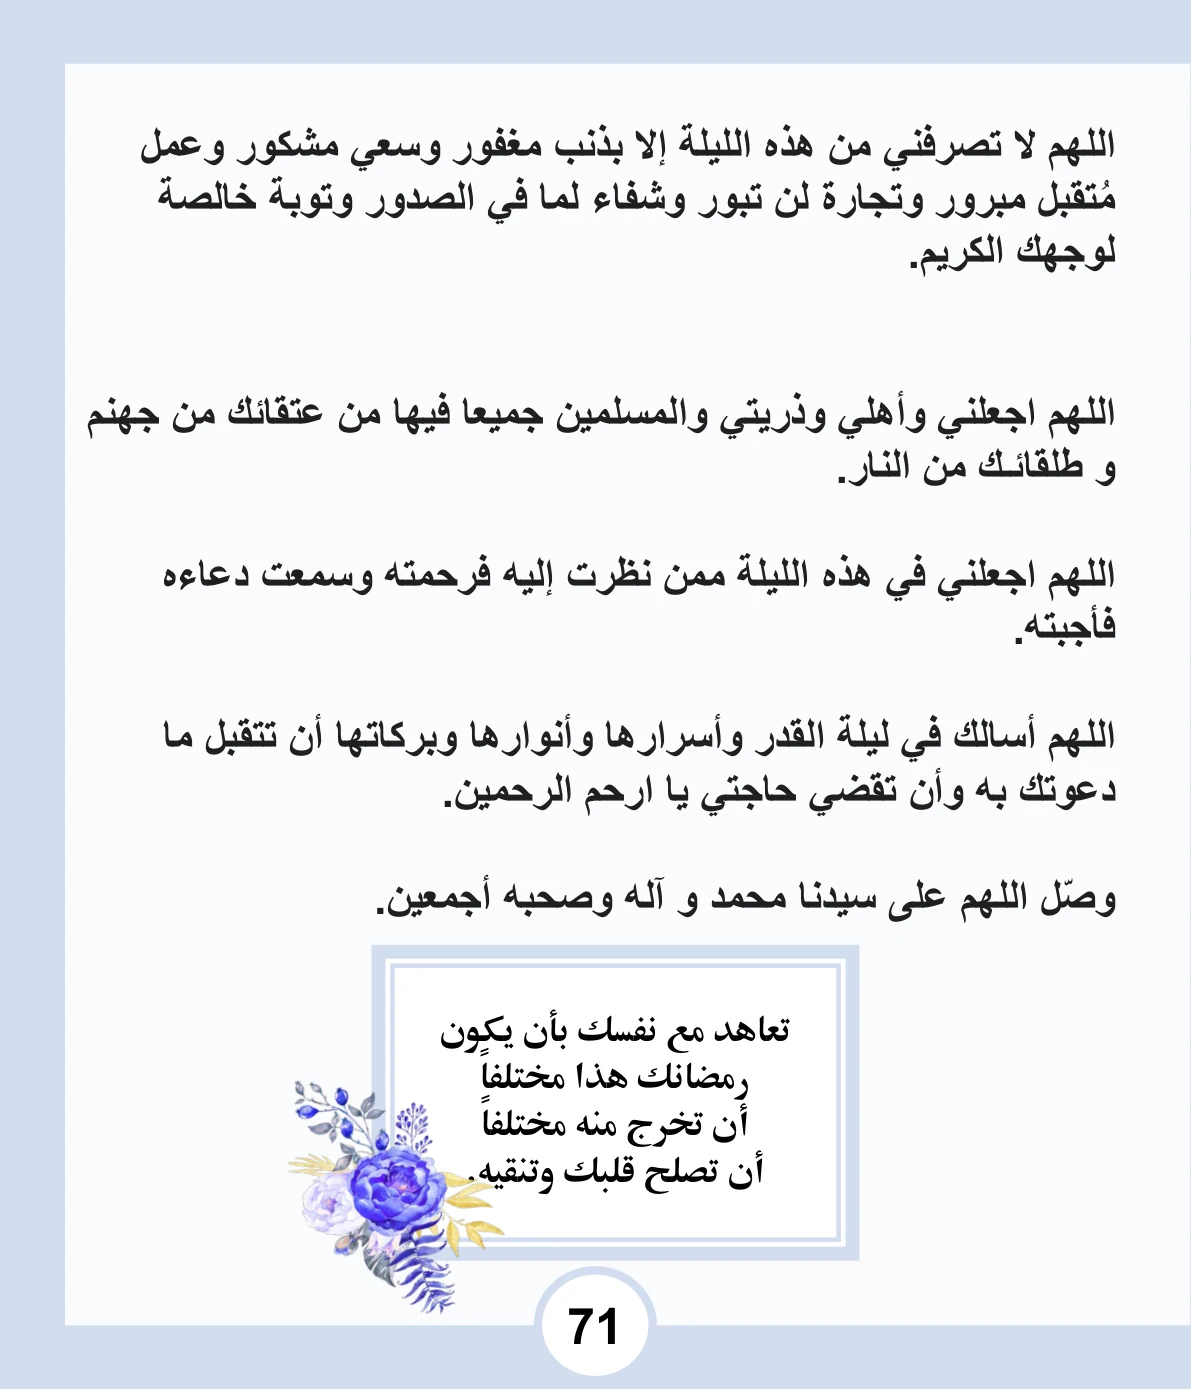 اللهم لا تصرفني من هذه الليلة إلا بذنب مغفور وسعي مشكور وعمل
مُتقبل مبرور وتجارة لن تبور وشفاء لما في الصدور وتوبة خالصة
لوجهك الكريم.
اللهم اجعلني وأهلي وذريتي والمسلمين جميعا فيها من عتقائك من جهنم
و طلقائك من النار.
اللهم اجعلني في هذه الليلة ممن نظرت إليه فرحمته وسمعت دعاءه
فأجبته.
اللهم أسالك في ليلة القدر وأسرارها وأنوارها وبركاتها أن تتقبل ما
دعوتك به وأن تقضي حاجتي يا ارحم الرحمين.
وصّل اللهم على سيدنا محمد و آله وصحبه أجمعين.
تعاهد مع نفسك بأن يكون
رمضانك هذا مختلفاً
أن تخرج منه مختلفاً
أن تصلح قلبك وتنقيه.
71